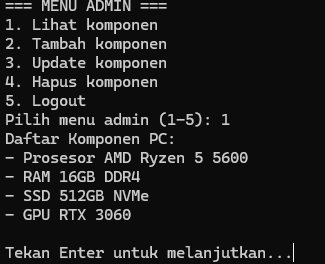 === MENU ADMIN ===
1. Lihat komponen
2. Tambah komponen
3. Update komponen
4. Hapus komponen
5. Logout
Pilih menu admin (1-5): 1
Daftar Komponen PC:
- Prosesor AMD Ryzen 5 5600
- RAM 16GB DDR4
- SSD 512GB NVMe
- GPU RTX 3060
Tekan Enter untuk melanjutkan...